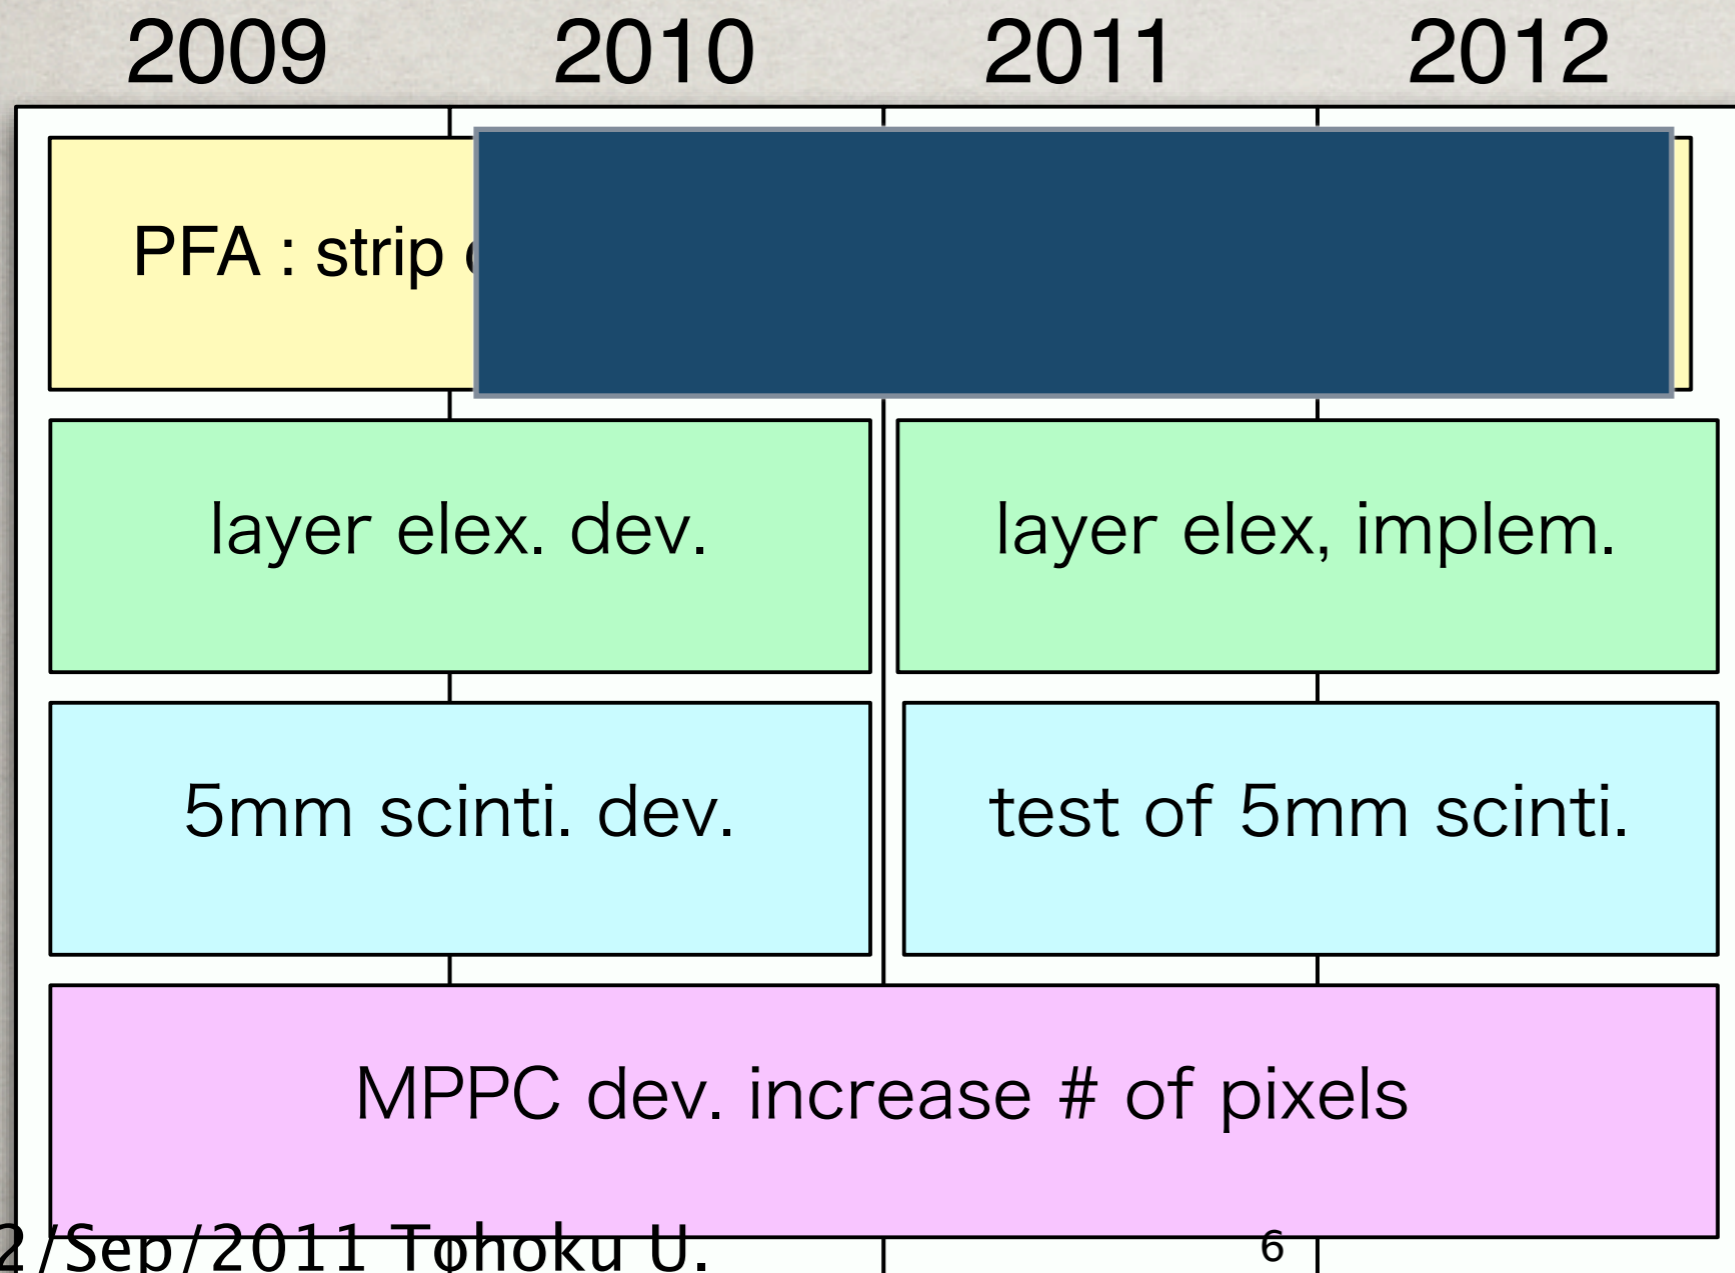 2009 2010 2011 2012
PFA : strip
layer elex. dev.
layer elex, implem.
5mm scinti. dev.
test of 5mm scinti.
MPPC dev. increase # of pixels
2/Sep/2011 Tohoku U.
6